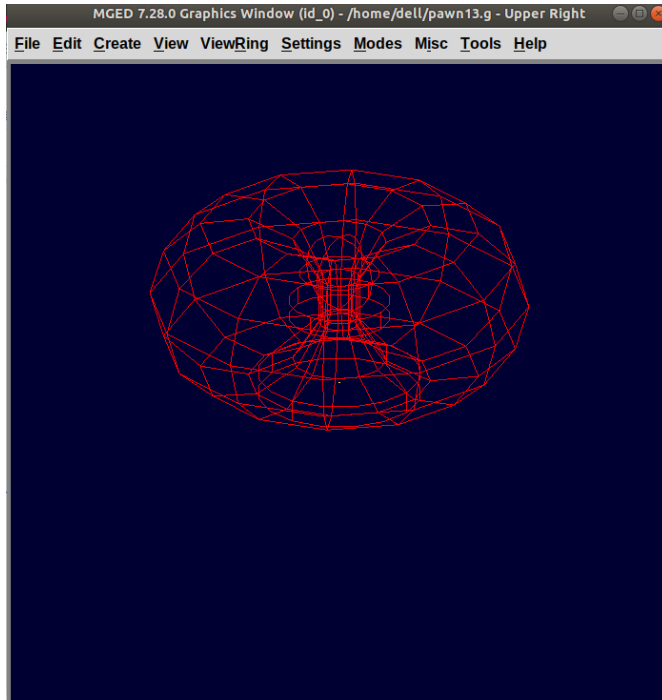 MGED 7.28.0 Graphics Window (id_0) - /home/dell/pawn13.g - Upper Right
File Edit Create View ViewRing Settings Modes Misc Tools Help